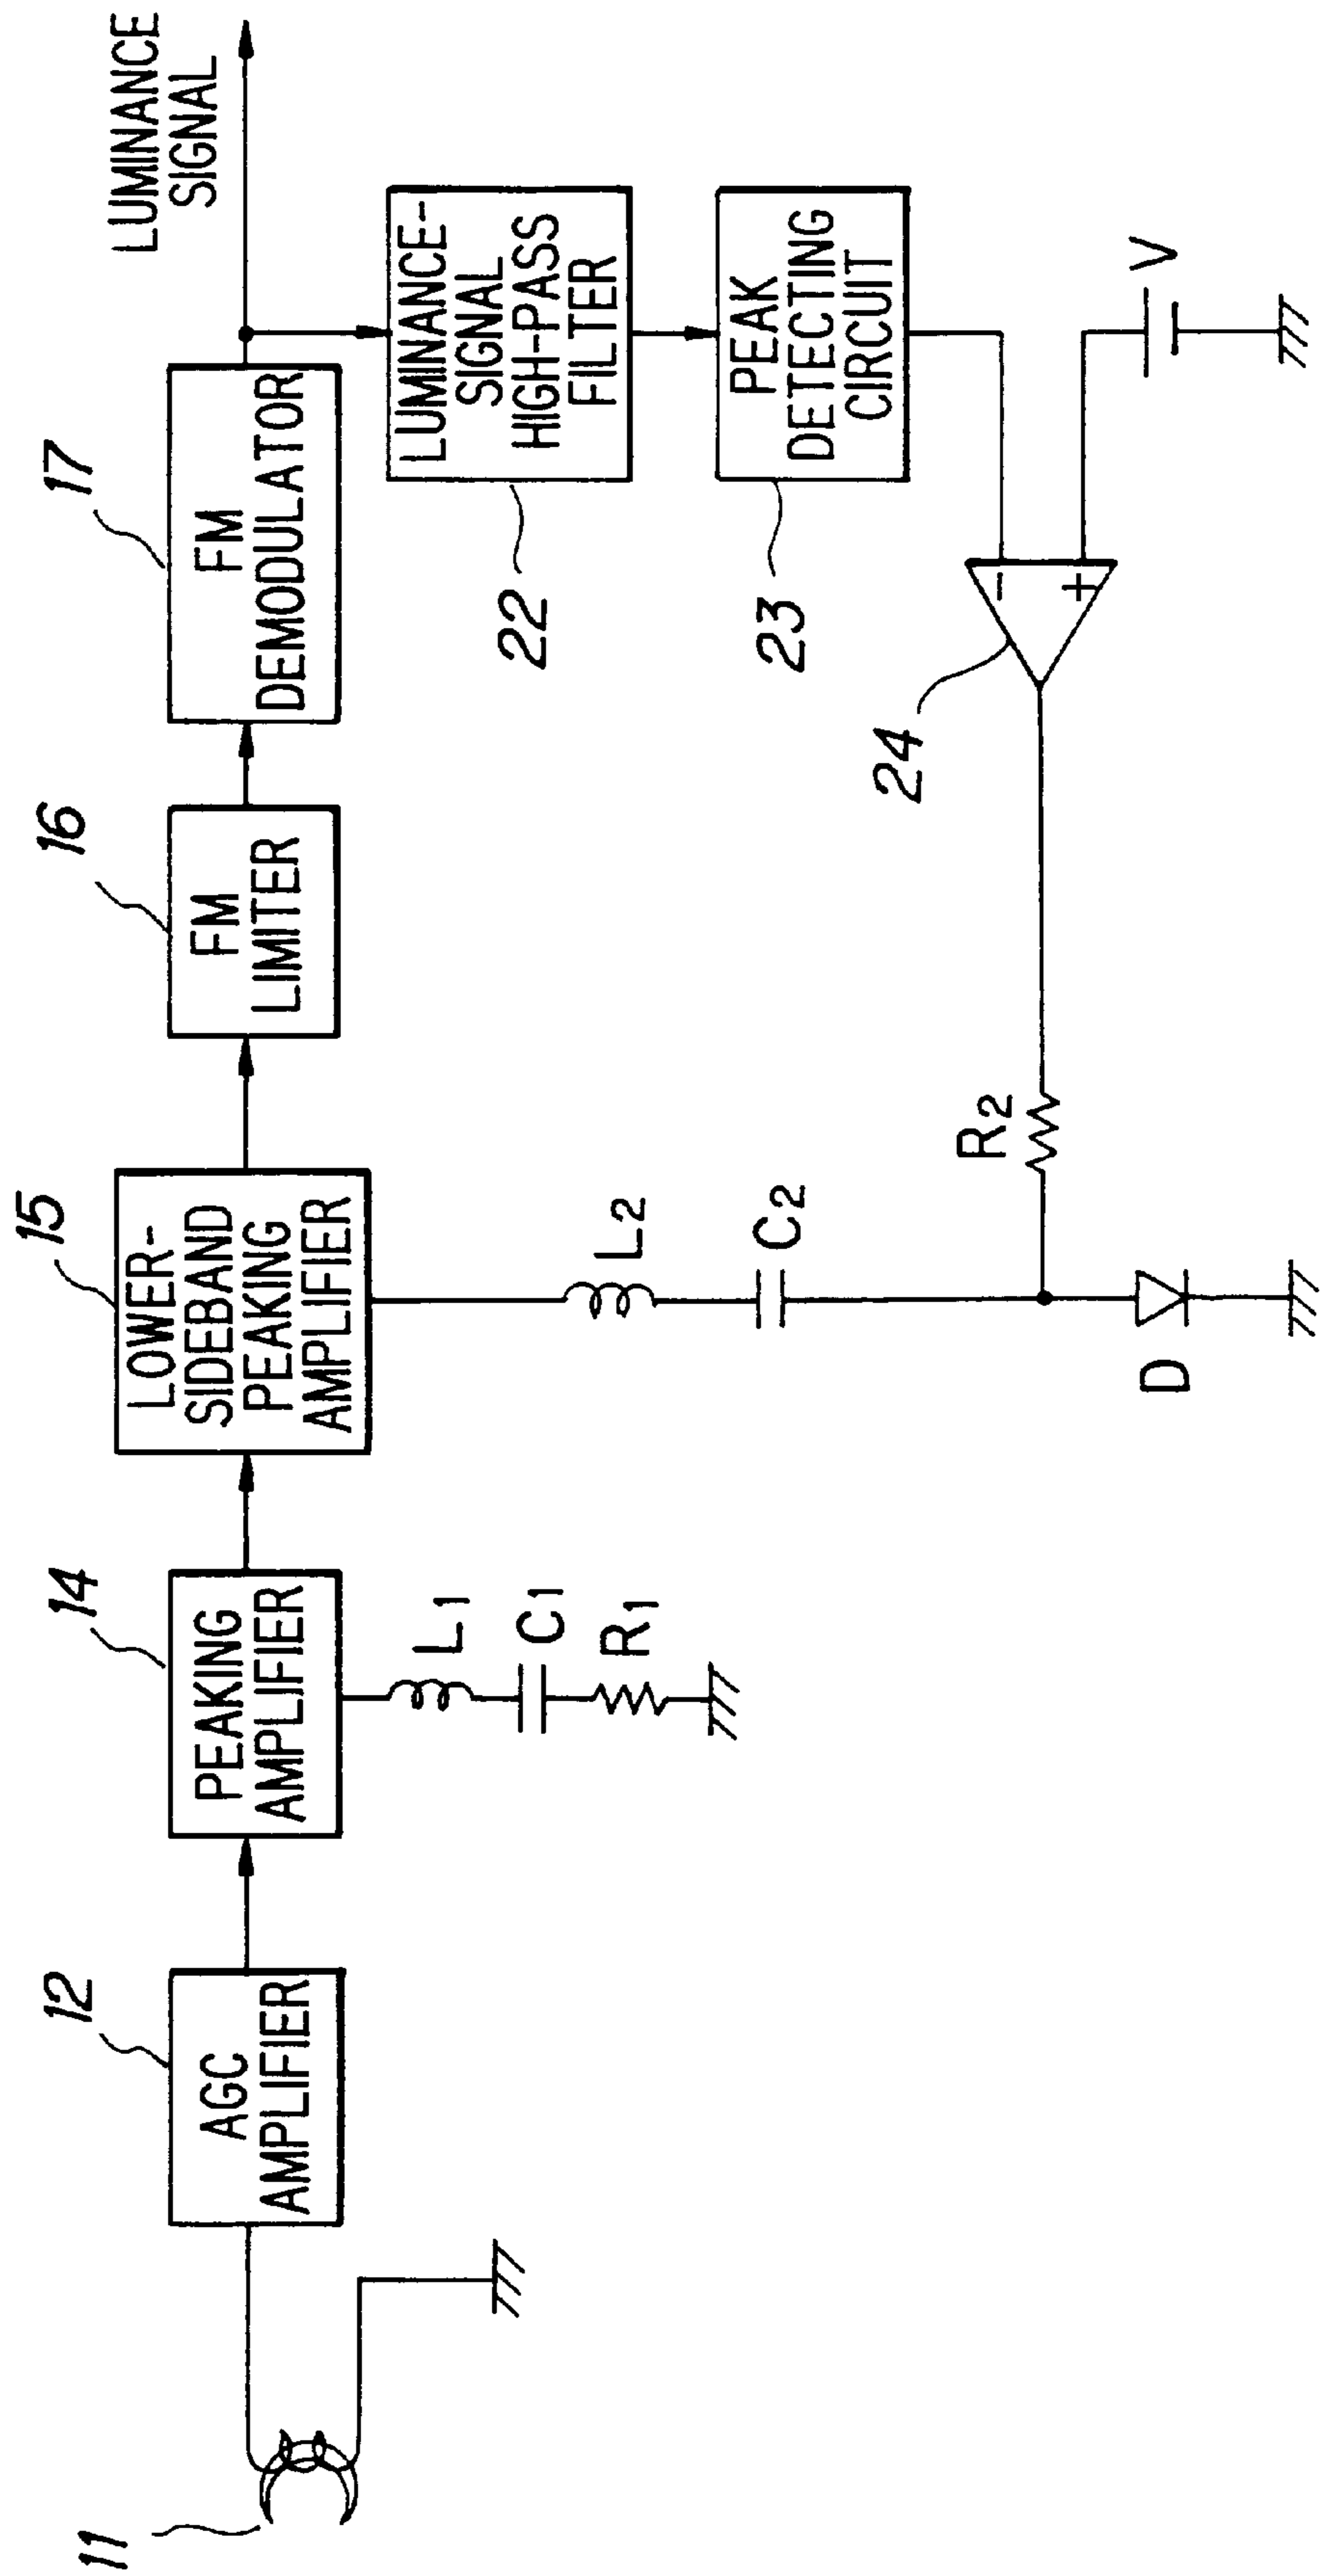 11
12
AGC
AMPLIFIER
14
PEAKING
AMPLIFIER
L1
C1
R1
15
LOWER-
SIDEBAND
PEAKING
AMPLIFIER
L2
C2
R2
D
16
FM
LIMITER
17
FM
DEMODULATOR
LUMINANCE
SIGNAL
LUMINANCE-
SIGNAL
HIGH-PASS
FILTER
22
PEAK
DETECTING
CIRCUIT
23
24
-
+
V